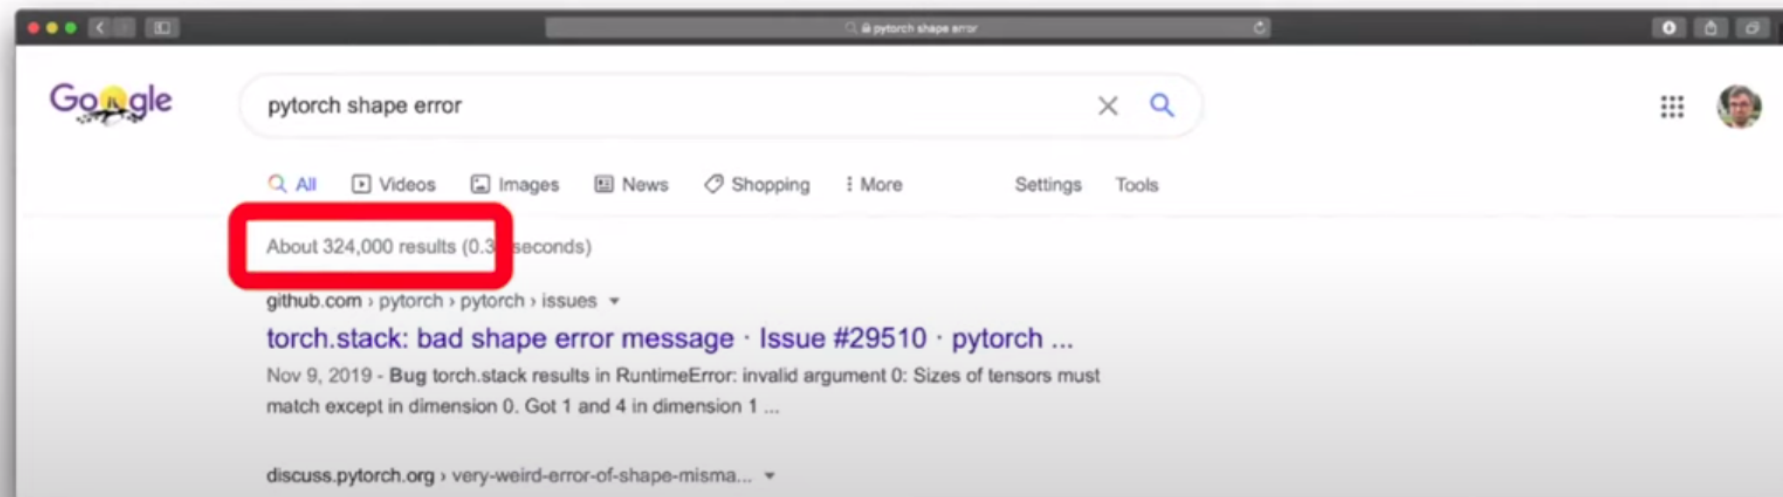 pytorch shape error
Google
pytorch shape error
All Videos Images News Shopping More Settings Tools
About 324,000 results (0.3 seconds)
github.com › pytorch › pytorch › issues
torch.stack: bad shape error message · Issue #29510 · pytorch ...
Nov 9, 2019 - Bug torch.stack results in RuntimeError: invalid argument 0: Sizes of tensors must
match except in dimension 0. Got 1 and 4 in dimension 1 ...
discuss.pytorch.org › very-weird-error-of-shape-misma...